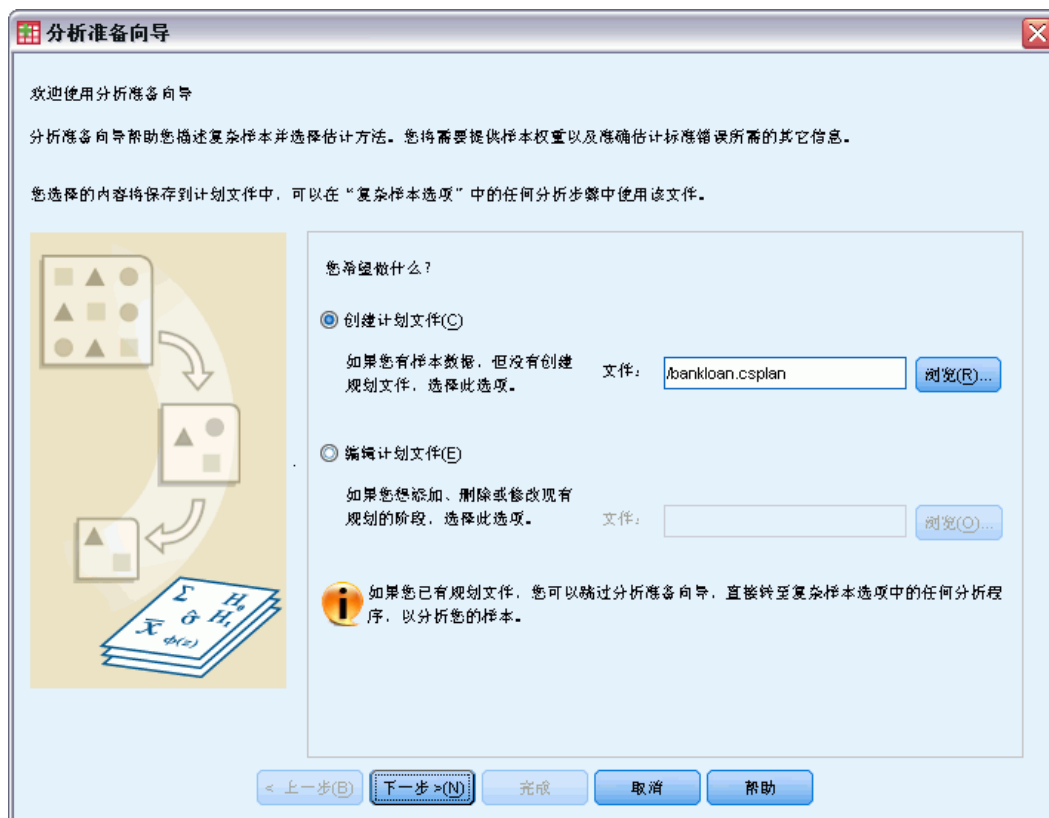 分析准备向导
欢迎使用分析准备向导
分析准备向导帮助您描述复杂样本并选择估计方法。您将需要提供样本权重以及准确估计标准错误所需的其它信息。
您选择的内容将保存到计划文件中，可以在“复杂样本选项”中的任何分析步骤中使用该文件。
您希望做什么？
创建计划文件(C)
如果您有样本数据，但没有创建
规划文件，选择此选项。
文件：
/bankloan.csplan
浏览(R)...
编辑计划文件(E)
如果您想添加、删除或修改现有
规划的阶段，选择此选项。
文件：
浏览(O)...
如果您已有规划文件，您可以跳过分析准备向导，直接转至复杂样本选项中的任何分析程
序，以分析您的样本。
Σ H₀
x̄ σ̂ H₁
ϕ(z)
< 上一步(B)
下一步 >(N)
完成
取消
帮助